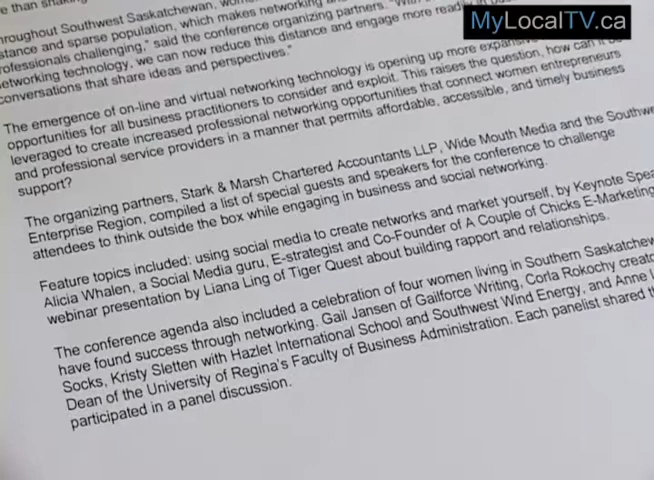 MyLocalTV.ca
e than
throughout Southwest Saskatchewan,
stance and sparse population, which makes networking
rofessionals challenging," said the conference organizing partners.
etworking technology, we can now reduce this distance and engage more readily in
conversations that share ideas and perspectives."
The emergence of on-line and virtual networking technology is opening up more
opportunities for all business practitioners to consider and exploit. This raises the question, how can it be
leveraged to create increased professional networking opportunities that connect women entrepreneurs
and professional service providers in a manner that permits affordable, accessible, and timely business
support?
The organizing partners, Stark & Marsh Chartered Accountants LLP, Wide Mouth Media and the Southwe
Enterprise Region, compiled a list of special guests and speakers for the conference to challenge
attendees to think outside the box while engaging in business and social networking.
Feature topics included: using social media to create networks and market yourself, by Keynote Spea
Alicia Whalen, a Social Media guru, E-strategist and Co-Founder of A Couple of Chicks E-Marketing
webinar presentation by Liana Ling of Tiger Quest about building rapport and relationships.
The conference agenda also included a celebration of four women living in Southern Saskatchew
have found success through networking. Gail Jansen of Gailforce Writing, Corla Rokochy creato
Socks, Kristy Sletten with Hazlet International School and Southwest Wind Energy, and Anne L
Dean of the University of Regina's Faculty of Business Administration. Each panelist shared t
participated in a panel discussion.